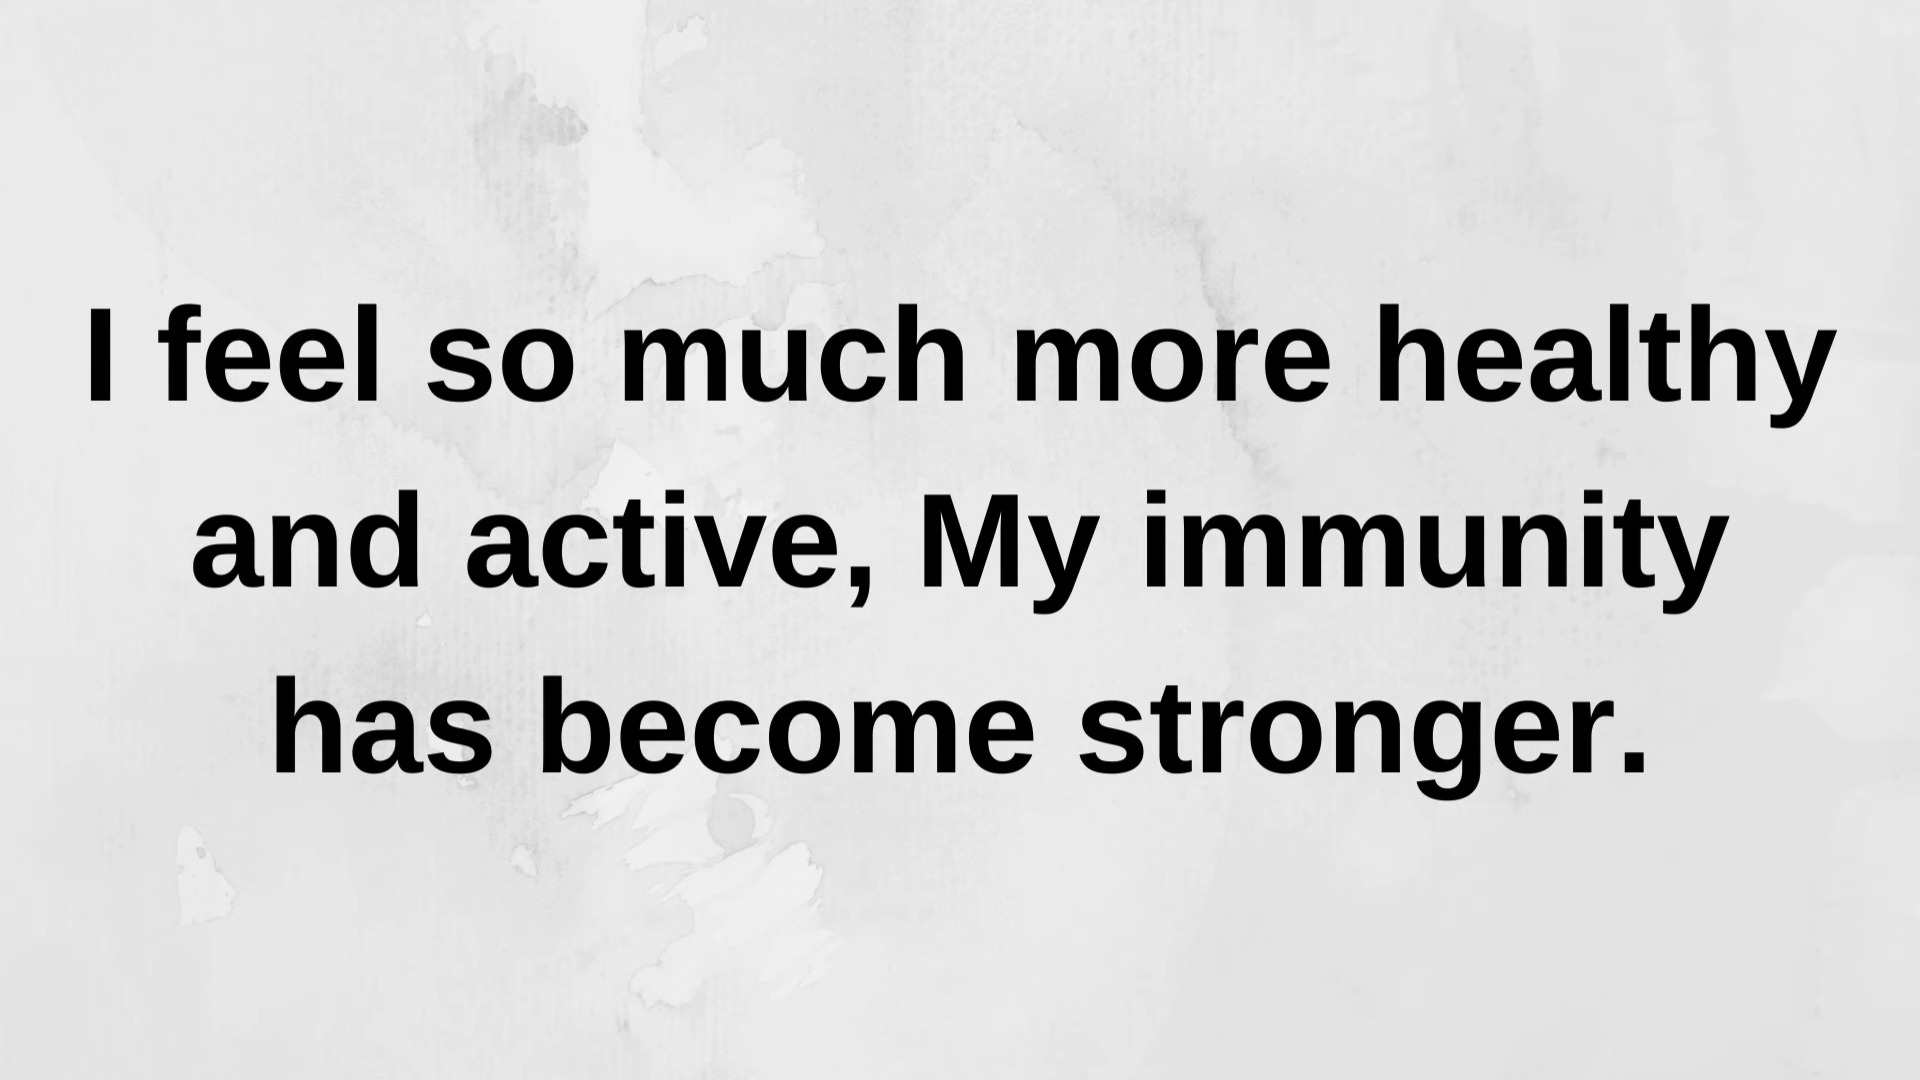 I feel so much more healthy
and active, My immunity
has become stronger.